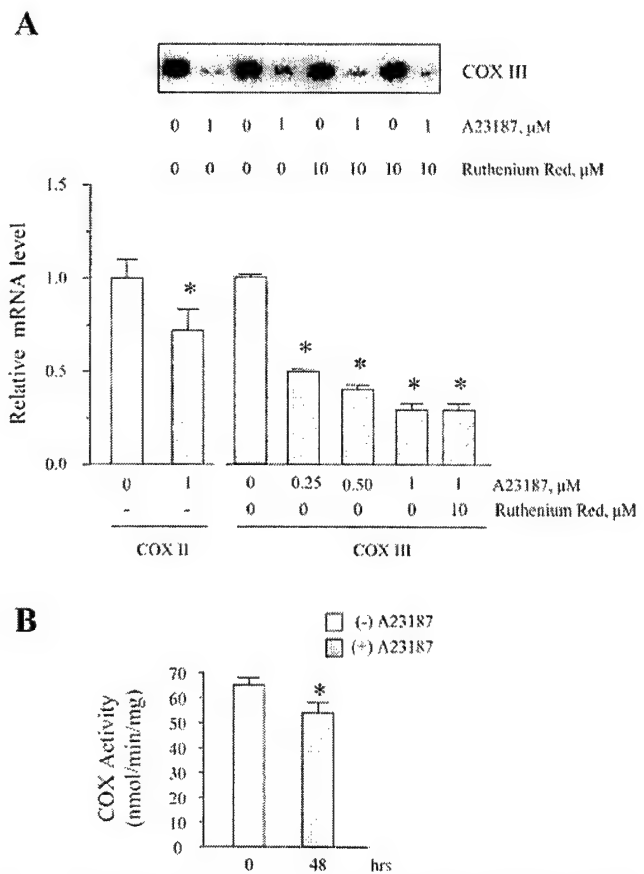 A
COX III
0 1 0 1 0 1 0 1 A23187, µM
0 0 0 0 10 10 10 10 Ruthenium Red, µM
Relative mRNA level
1.5
1.0
0.5
0.0
* * * * *
0 1 0 0.25 0.50 1 1 A23187, µM
- - 0 0 0 0 10 Ruthenium Red, µM
COX II COX III
B
(-) A23187
(+) A23187
COX Activity
(nmol/min/mg)
70
60
50
40
30
20
10
0
*
0 48 hrs